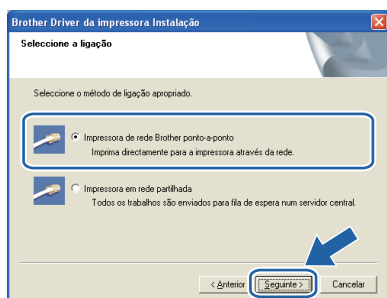 Brother Driver da impressora Instalação
Seleccione a ligação
Seleccione o método de ligação apropriado.
Impressora de rede Brother ponto-a-ponto
Imprima directamente para a impressora através da rede.
Impressora em rede partilhada
Todos os trabalhos são enviados para fila de espera num servidor central.
< Anterior
Seguinte >
Cancelar